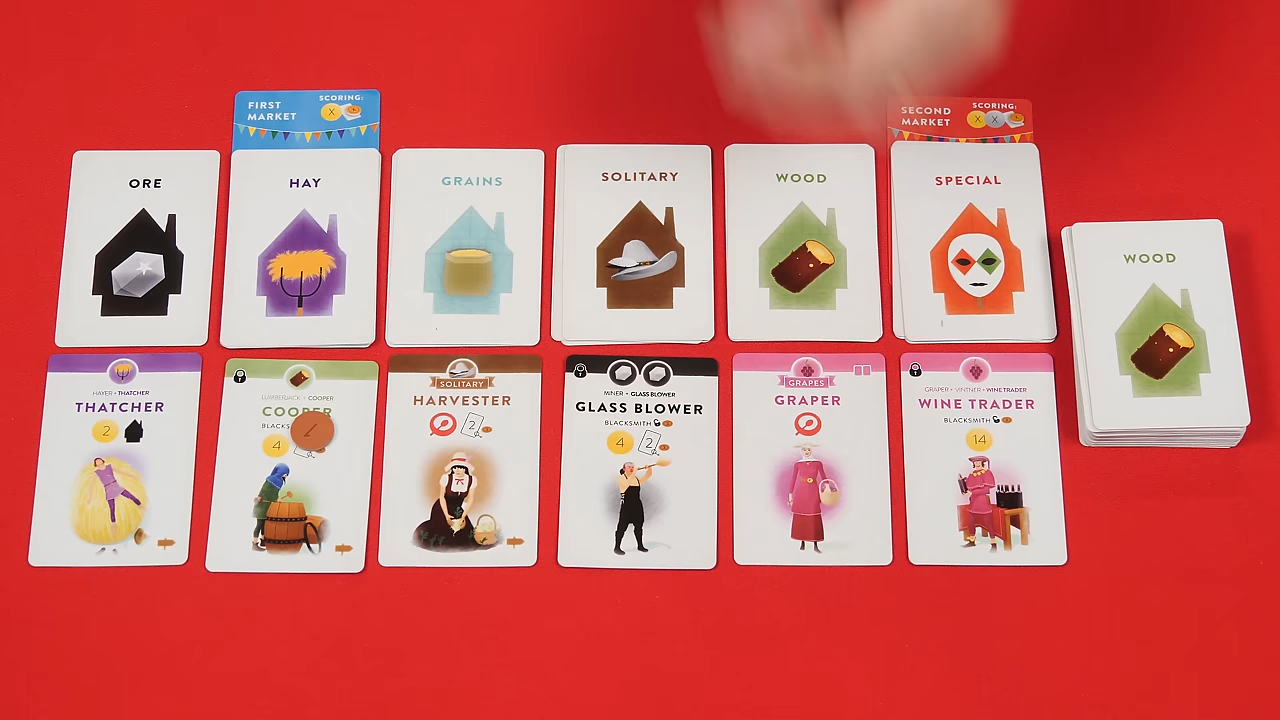 FIRST
MARKET
SCORING:
X
SECOND
MARKET
SCORING:
X X
ORE
HAY
GRAINS
SOLITARY
WOOD
SPECIAL
WOOD
HAYER • THATCHER
THATCHER
2
LUMBERJACK • COOPER
COOPER
4
SOLITARY
HARVESTER
2
MINER • GLASS BLOWER
GLASS BLOWER
BLACKSMITH
4 2
GRAPES
GRAPER
GRAPER • VINTNER • WINE TRADER
WINE TRADER
BLACKSMITH
14